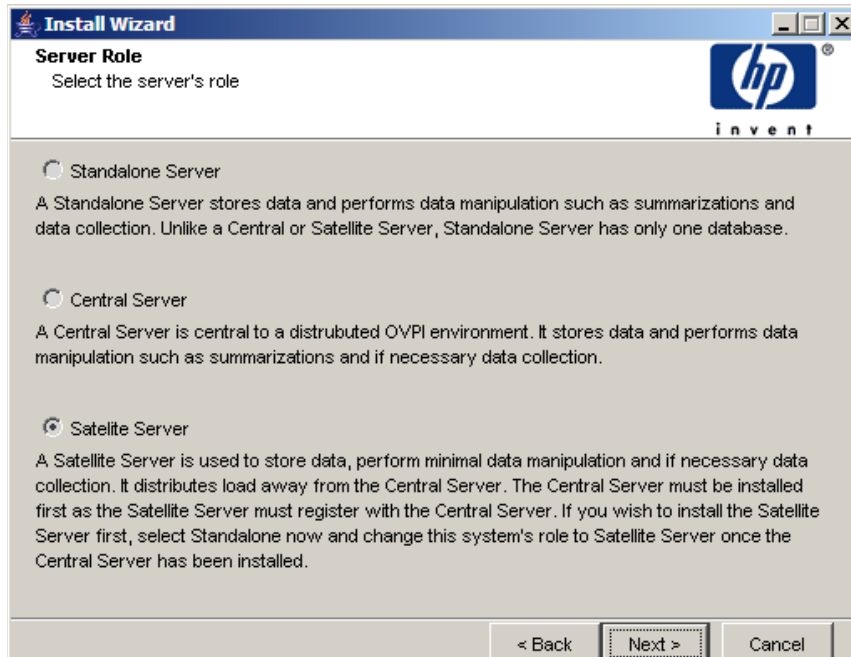 Install Wizard
Server Role
Select the server's role
hp
®
invent
Standalone Server
A Standalone Server stores data and performs data manipulation such as summarizations and
data collection. Unlike a Central or Satellite Server, Standalone Server has only one database.
Central Server
A Central Server is central to a distrubuted OVPI environment. It stores data and performs data
manipulation such as summarizations and if necessary data collection.
Satelite Server
A Satellite Server is used to store data, perform minimal data manipulation and if necessary data
collection. It distributes load away from the Central Server. The Central Server must be installed
first as the Satellite Server must register with the Central Server. If you wish to install the Satellite
Server first, select Standalone now and change this system's role to Satellite Server once the
Central Server has been installed.
< Back Next > Cancel